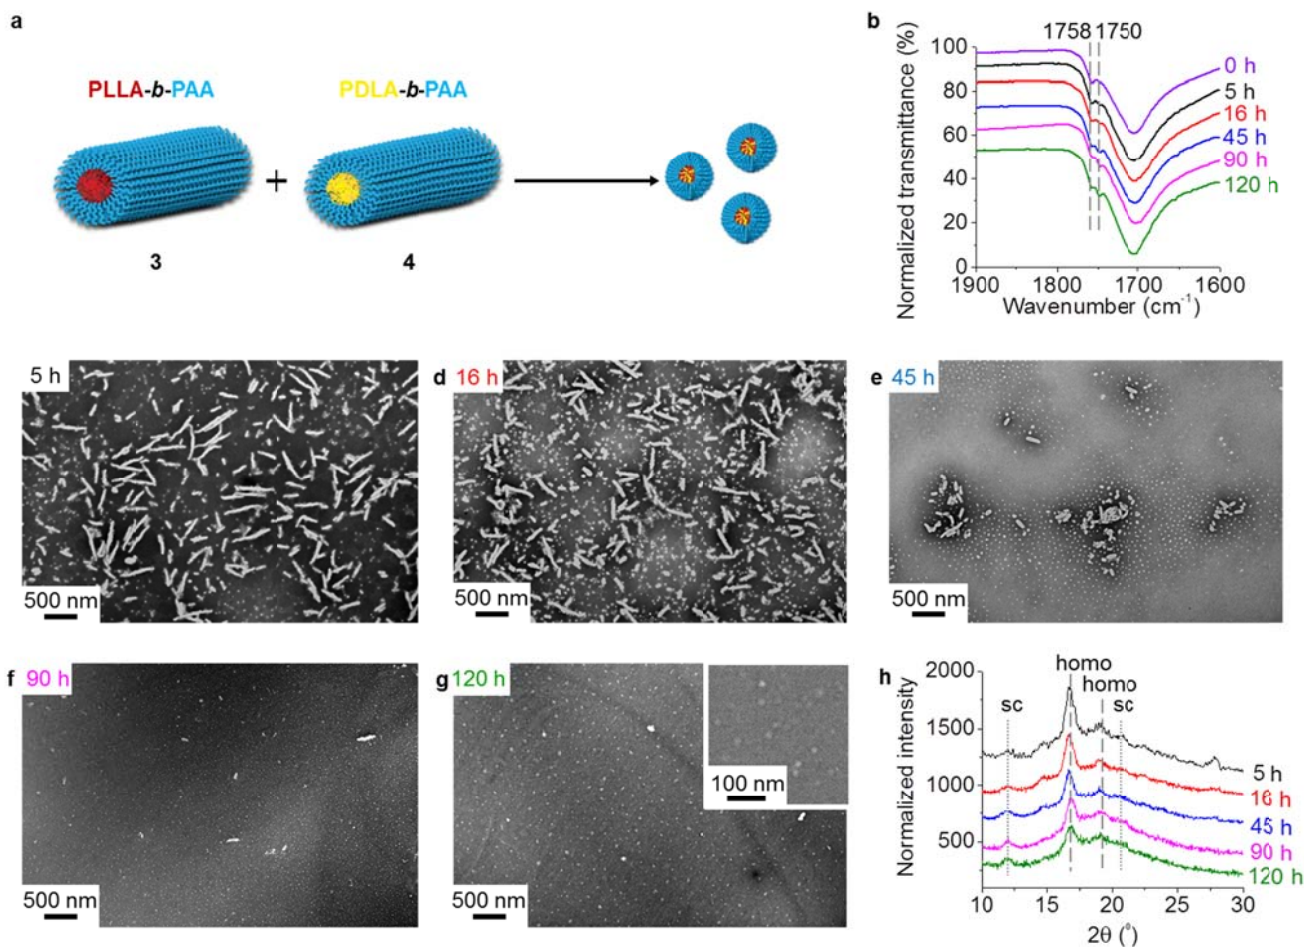 a
PLLA-b-PAA
PDLA-b-PAA
+
3
4
b
1758
1750
Normalized transmittance (%)
100
80
60
40
20
0
1900
1800
1700
1600
Wavenumber (cm⁻¹)
0 h
5 h
16 h
45 h
90 h
120 h
5 h
500 nm
d 16 h
500 nm
e 45 h
500 nm
f 90 h
500 nm
g 120 h
500 nm
100 nm
h
homo
homo
sc
sc
Normalized intensity
2000
1500
1000
500
10
15
20
25
30
2θ (⁰)
5 h
16 h
45 h
90 h
120 h